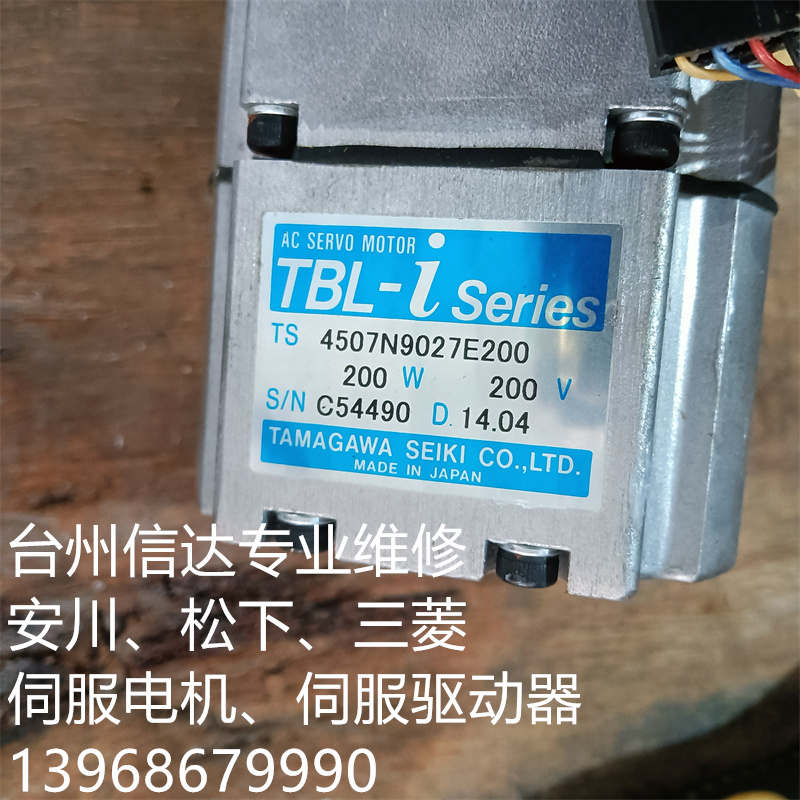 AC SERVO MOTOR
TBL-i Series
TS 4507N9027E200
200 W 200 V
S/N C54490 D. 14.04
TAMAGAWA SEIKI CO.,LTD.
MADE IN JAPAN
台州信达专业维修
安川、松下、三菱
伺服电机、伺服驱动器
13968679990